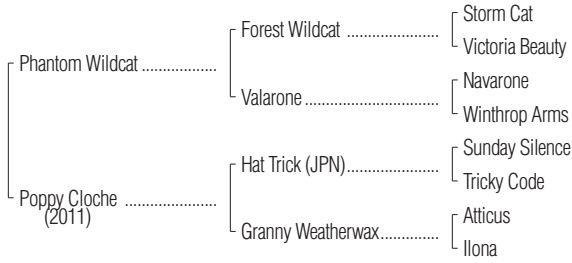 Storm Cat
Forest Wildcat ....................
Victoria Beauty
Phantom Wildcat ..................
Navarone
Valarone ................................
Winthrop Arms
Sunday Silence
Hat Trick (JPN)......................
Tricky Code
Poppy Cloche ......................
(2011)
Atticus
Granny Weatherwax..............
Ilona